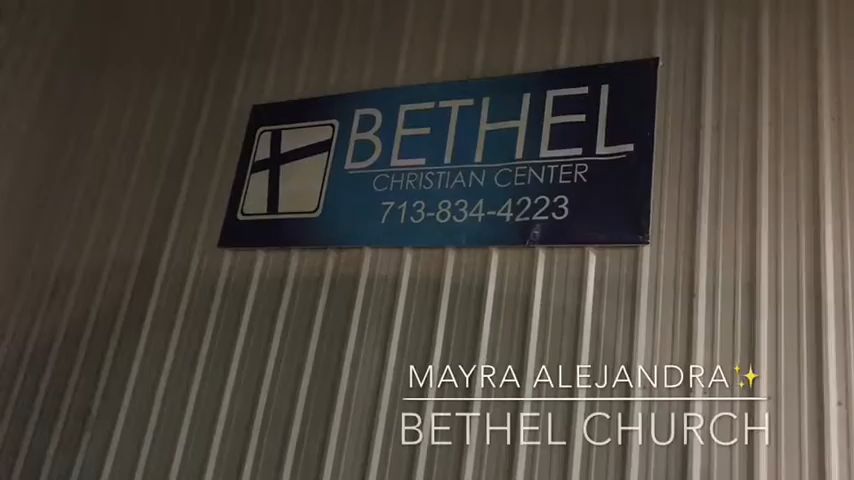 BETHEL
CHRISTIAN CENTER
713-834-4223
MAYRA ALEJANDRA✨
BETHEL CHURCH